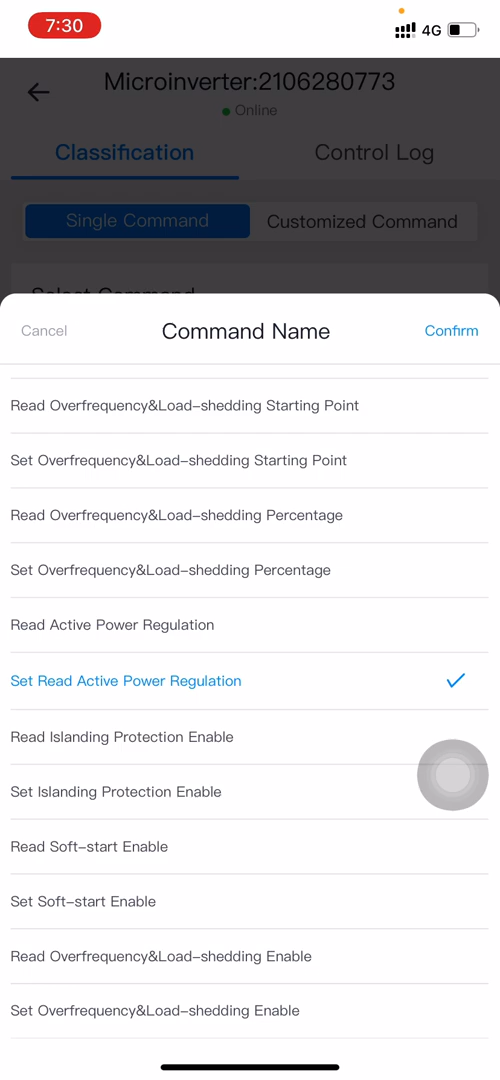 7:30
4G
Microinverter:2106280773
Online
Classification
Control Log
Single Command
Customized Command
Select Command
Cancel
Command Name
Confirm
Read Overfrequency&Load-shedding Starting Point
Set Overfrequency&Load-shedding Starting Point
Read Overfrequency&Load-shedding Percentage
Set Overfrequency&Load-shedding Percentage
Read Active Power Regulation
Set Read Active Power Regulation
Read Islanding Protection Enable
Set Islanding Protection Enable
Read Soft-start Enable
Set Soft-start Enable
Read Overfrequency&Load-shedding Enable
Set Overfrequency&Load-shedding Enable